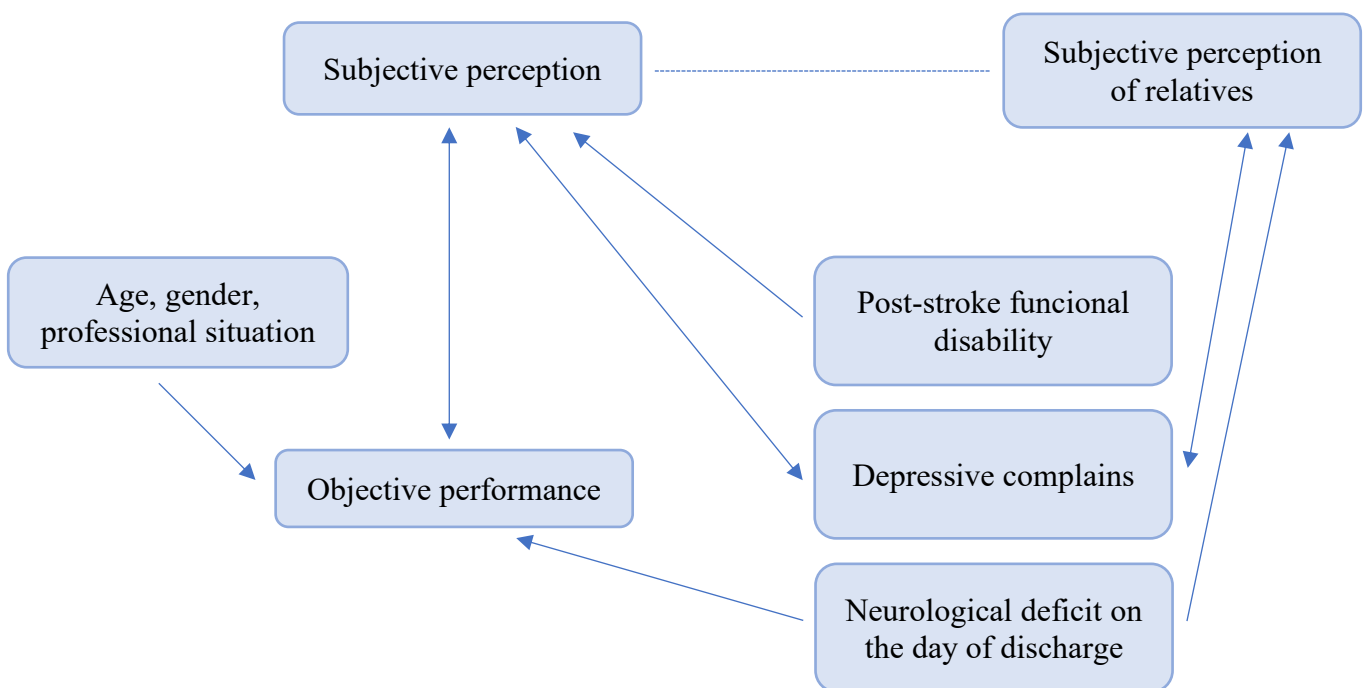 Subjective perception
Subjective perception
of relatives
Age, gender,
professional situation
Post-stroke funcional
disability
Objective performance
Depressive complains
Neurological deficit on
the day of discharge